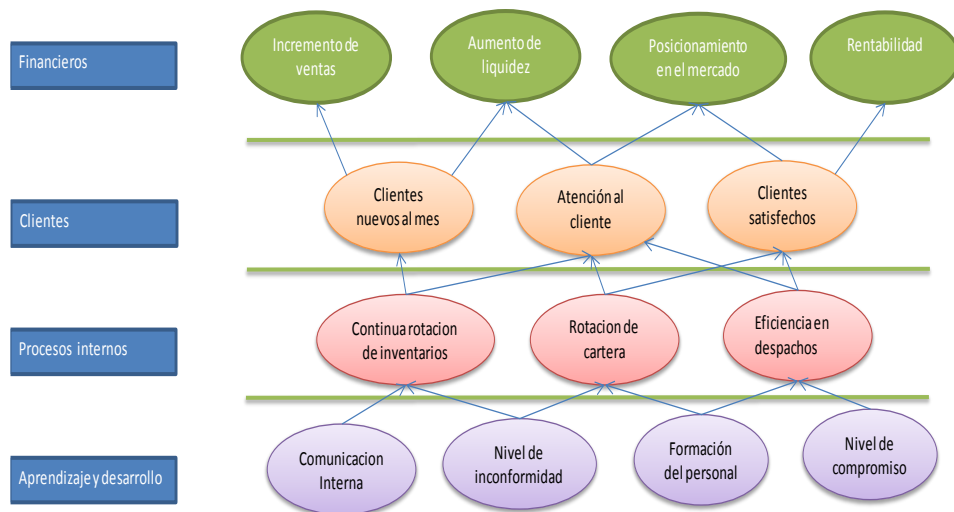 Financieros
Incremento de
ventas
Aumento de
liquidez
Posicionamiento
en el mercado
Rentabilidad
Clientes
Clientes
nuevos al mes
Atención al
cliente
Clientes
satisfechos
Procesos internos
Continua rotacion
de inventarios
Rotacion de
cartera
Eficiencia en
despachos
Aprendizaje y desarrollo
Comunicacion
Interna
Nivel de
inconformidad
Formación
del personal
Nivel de
compromiso